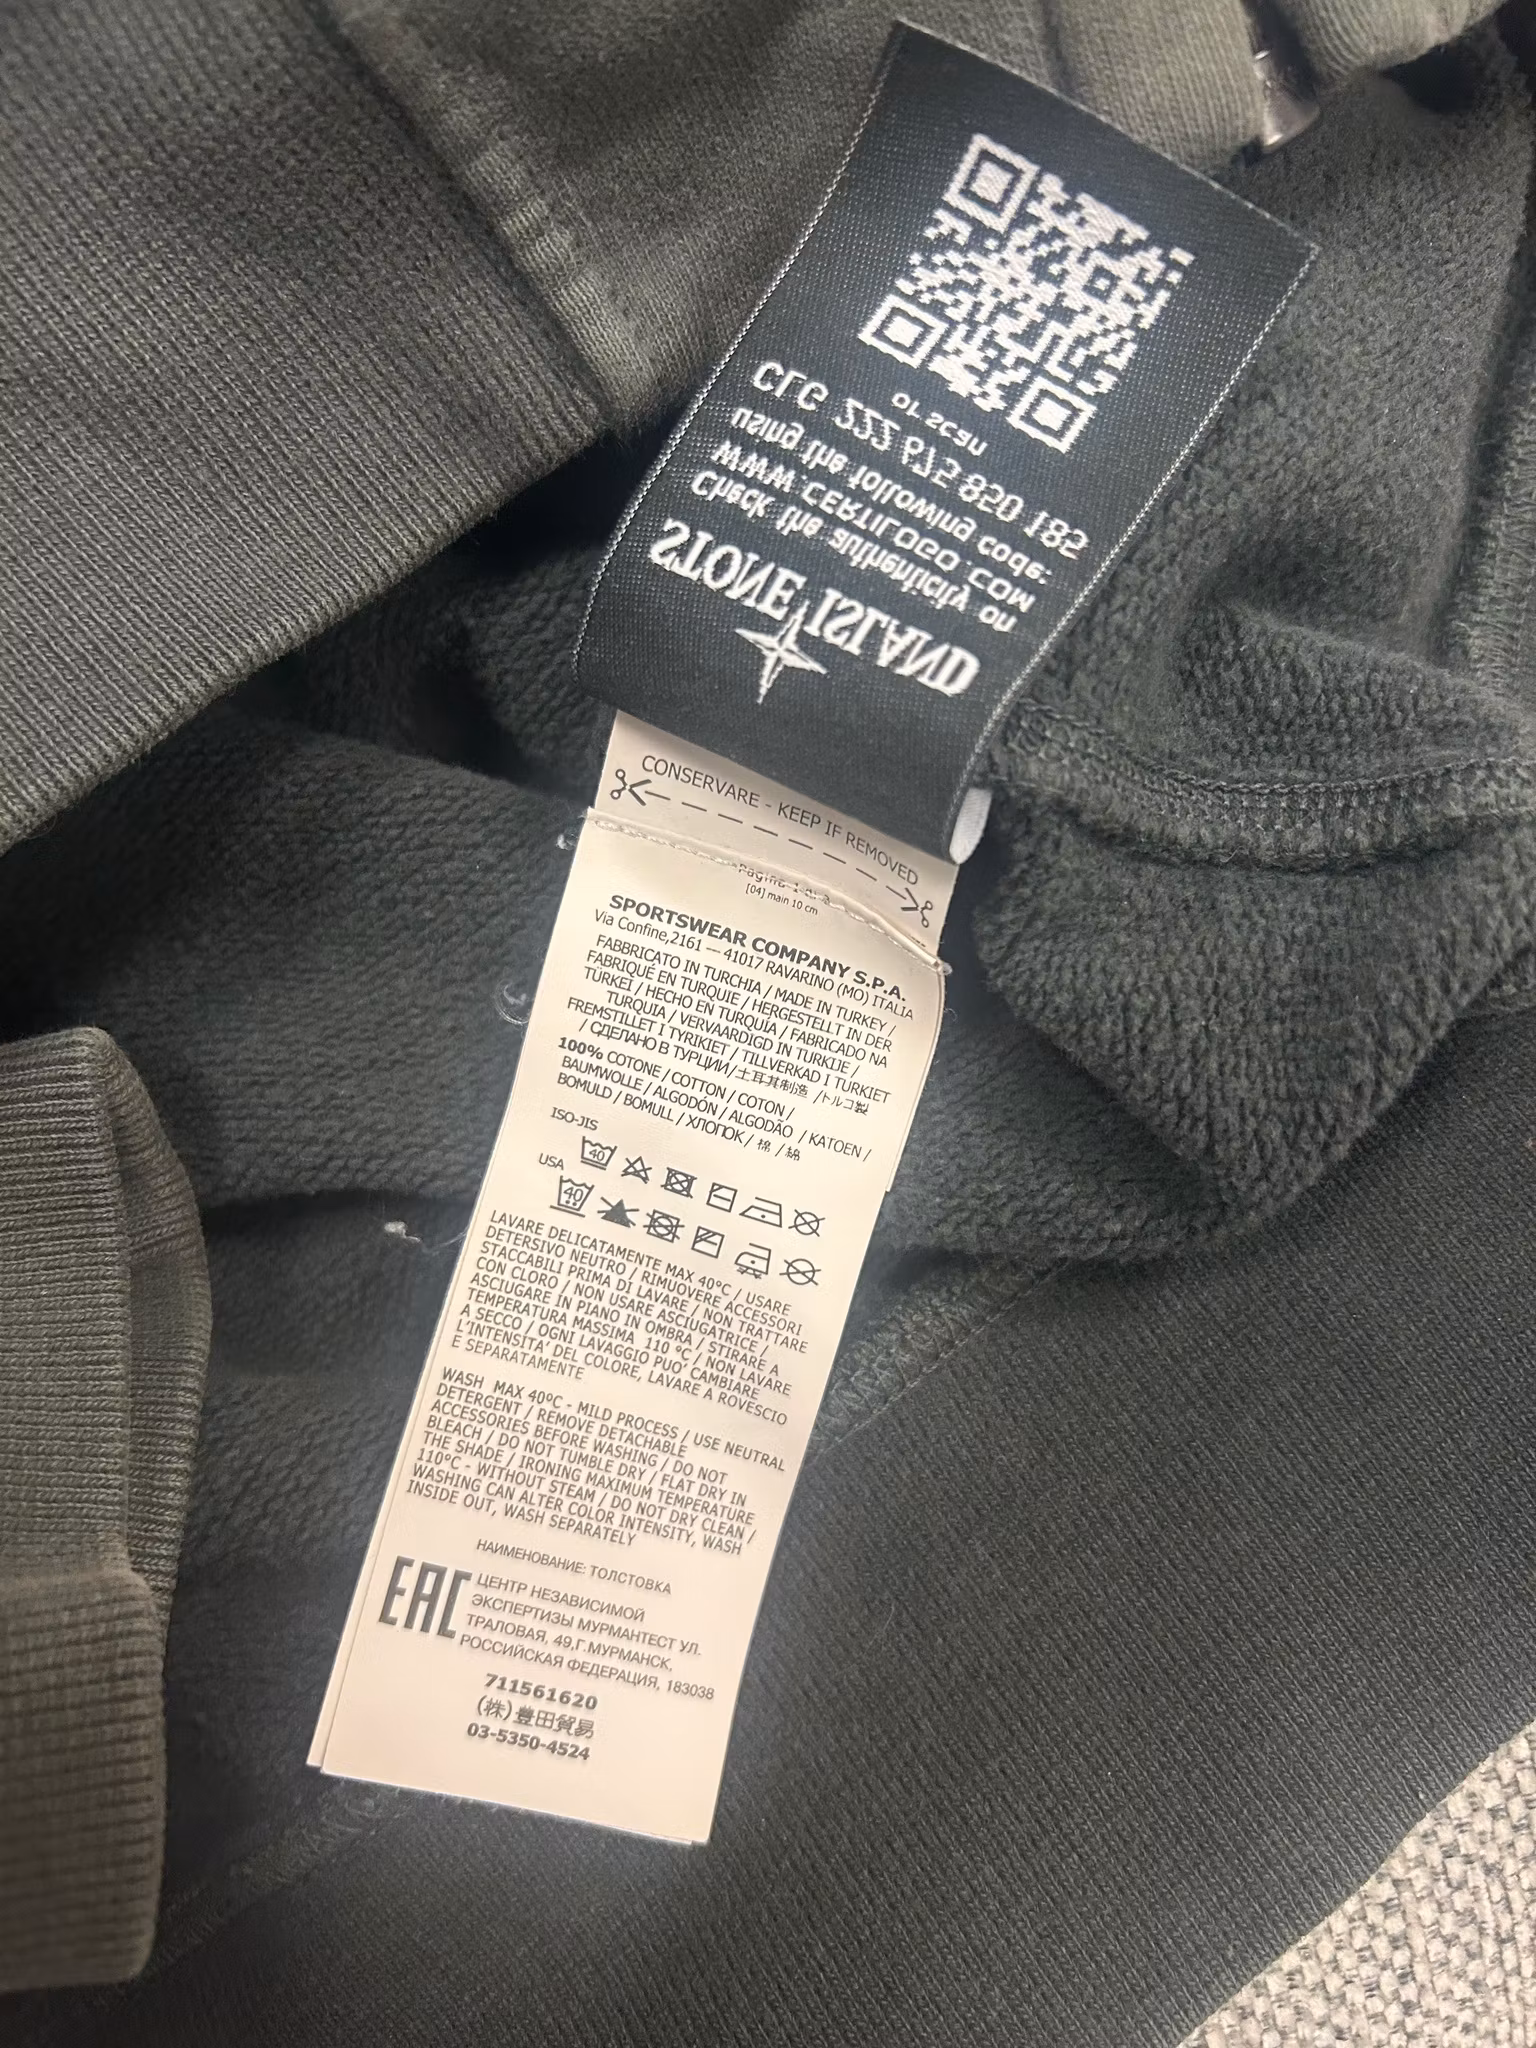 STONE ISLAND
Check the authenticity on
WWW.CERTILOGO.COM
using the following code:
CLG 222 675 850 185
or scan
CONSERVARE - KEEP IF REMOVED
Pagina 1 di 2
[04] main 10 cm
SPORTSWEAR COMPANY S.P.A.
Via Confine,2161 — 41017 RAVARINO (MO) ITALIA
FABBRICATO IN TURCHIA / MADE IN TURKEY /
FABRIQUÉ EN TURQUIE / HERGESTELLT IN DER
TÜRKEI / HECHO EN TURQUÍA / FABRICADO NA
TURQUIA / VERVAARDIGD IN TURKIJE /
FREMSTILLET I TYRKIET / TILLVERKAD I TURKIET
/ СДЕЛАНО В ТУРЦИИ/土耳其制造 /トルコ製
100% COTONE / COTTON / COTON /
BAUMWOLLE / ALGODÓN / ALGODÃO / KATOEN /
BOMULD / BOMULL / ХЛОПОК / 棉 / 綿
ISO-JIS
40
USA
40
LAVARE DELICATAMENTE MAX 40°C / USARE
DETERSIVO NEUTRO / RIMUOVERE ACCESSORI
STACCABILI PRIMA DI LAVARE / NON TRATTARE
CON CLORO / NON USARE ASCIUGATRICE /
ASCIUGARE IN PIANO IN OMBRA / STIRARE A
TEMPERATURA MASSIMA 110 °C / NON LAVARE
A SECCO / OGNI LAVAGGIO PUO' CAMBIARE
L'INTENSITA' DEL COLORE, LAVARE A ROVESCIO
E SEPARATAMENTE
WASH MAX 40ºC - MILD PROCESS / USE NEUTRAL
DETERGENT / REMOVE DETACHABLE
ACCESSORIES BEFORE WASHING / DO NOT
BLEACH / DO NOT TUMBLE DRY / FLAT DRY IN
THE SHADE / IRONING MAXIMUM TEMPERATURE
110°C - WITHOUT STEAM / DO NOT DRY CLEAN /
WASHING CAN ALTER COLOR INTENSITY, WASH
INSIDE OUT, WASH SEPARATELY
НАИМЕНОВАНИЕ: ТОЛСТОВКА
EAC
ЦЕНТР НЕЗАВИСИМОЙ
ЭКСПЕРТИЗЫ МУРМАНТЕСТ УЛ.
ТРАЛОВАЯ, 49,Г.МУРМАНСК,
РОССИЙСКАЯ ФЕДЕРАЦИЯ, 183038
711561620
(株)豊田貿易
03-5350-4524